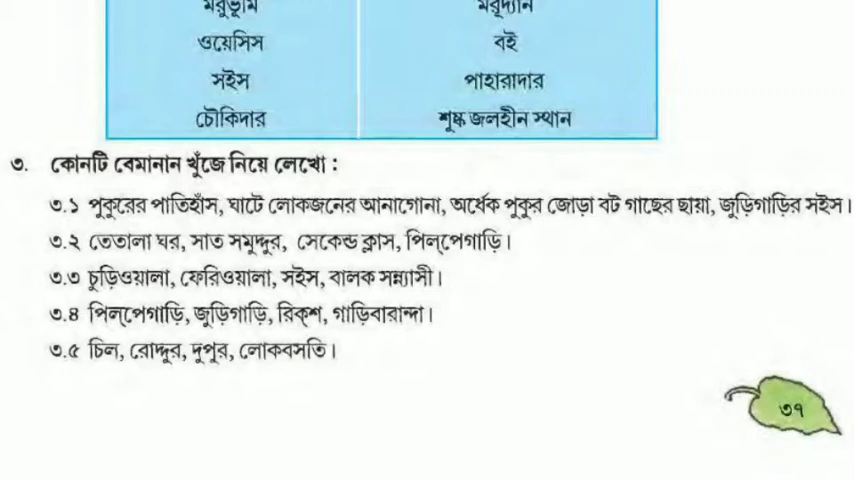 মরুভূমি মরূদ্যান
ওয়েসিস বই
সইস পাহারাদার
চৌকিদার শুষ্ক জলহীন স্থান
৩. কোনটি বেমানান খুঁজে নিয়ে লেখো :
৩.১ পুকুরের পাতিহাঁস, ঘাটে লোকজনের আনাগোনা, অর্ধেক পুকুর জোড়া বট গাছের ছায়া, জুড়িগাড়ির সইস।
৩.২ তেতালা ঘর, সাত সমুদ্দুর, সেকেন্ড ক্লাস, পিল্‌পেগাড়ি।
৩.৩ চুড়িওয়ালা, ফেরিওয়ালা, সইস, বালক সন্ন্যাসী।
৩.৪ পিল্‌পেগাড়ি, জুড়িগাড়ি, রিক্‌শ, গাড়িবারান্দা।
৩.৫ চিল, রোদ্দুর, দুপুর, লোকবসতি।
৩৭